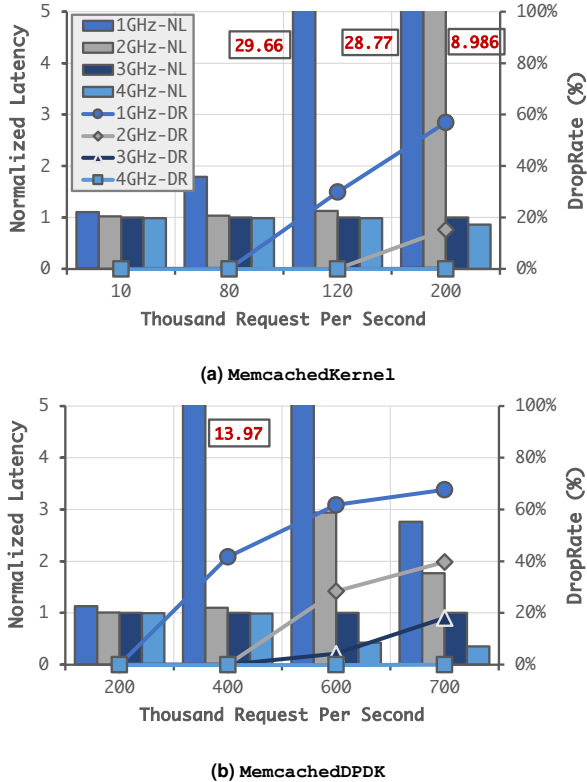 Normalized Latency
5
4
3
2
1
0
1GHz-NL
2GHz-NL
3GHz-NL
4GHz-NL
1GHz-DR
2GHz-DR
3GHz-DR
4GHz-DR
29.66
28.77
8.986
100%
80%
60%
40%
20%
0%
DropRate (%)
10 80 120 200
Thousand Request Per Second
(a) MemcachedKernel
Normalized Latency
5
4
3
2
1
0
13.97
100%
80%
60%
40%
20%
0%
DropRate (%)
200 400 600 700
Thousand Request Per Second
(b) MemcachedDPDK